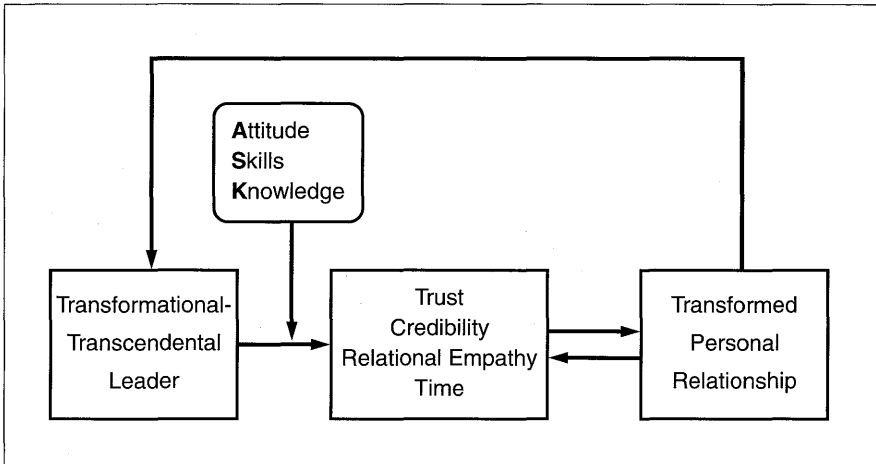 Attitude
Skills
Knowledge
Transformational-
Transcendental
Leader
Trust
Credibility
Relational Empathy
Time
Transformed
Personal
Relationship